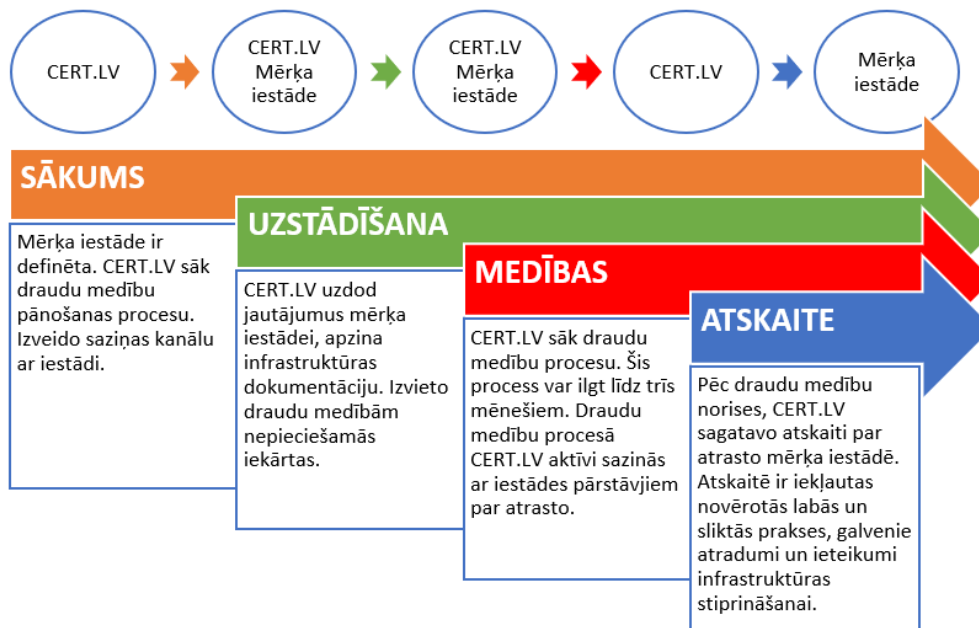 CERT.LV
CERT.LV
Mērķa
iestāde
CERT.LV
Mērķa
iestāde
CERT.LV
Mērķa
iestāde
SĀKUMS
Mērķa iestāde ir
definēta. CERT.LV sāk
draudu medību
pānošanas procesu.
Izveido saziņas kanālu
ar iestādi.
UZSTĀDĪŠANA
CERT.LV uzdod
jautājumus mērķa
iestādei, apzina
infrastruktūras
dokumentāciju. Izvieto
draudu medībām
nepieciešamās
iekārtas.
MEDĪBAS
CERT.LV sāk draudu
medību procesu. Šis
process var ilgt līdz trīs
mēnešiem. Draudu
medību procesā
CERT.LV aktīvi sazinās
ar iestādes pārstāvjiem
par atrasto.
ATSKAITE
Pēc draudu medību
norises, CERT.LV
sagatavo atskaiti par
atrasto mērķa iestādē.
Atskaitē ir iekļautas
novērotās labās un
sliktās prakses, galvenie
atradumi un ieteikumi
infrastruktūras
stiprināšanai.